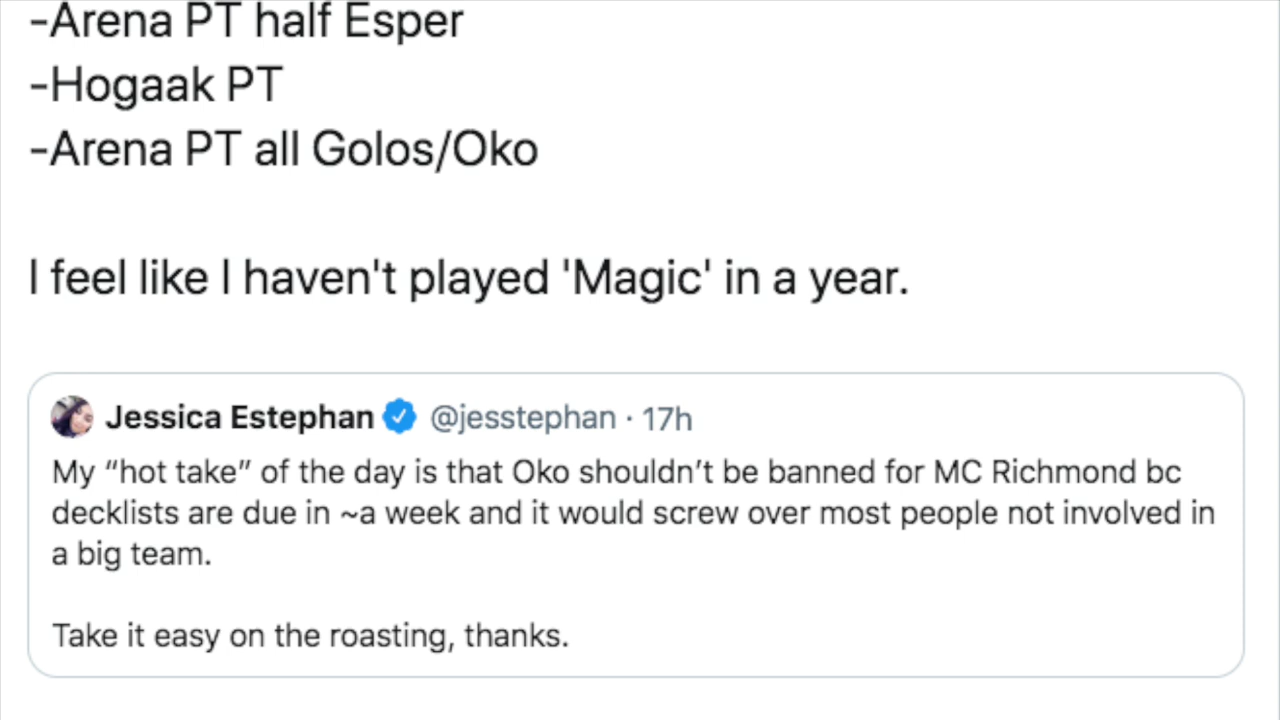 -Arena PT half Esper
-Hogaak PT
-Arena PT all Golos/Oko
I feel like I haven't played 'Magic' in a year.
Jessica Estephan @jesstephan · 17h
My “hot take” of the day is that Oko shouldn’t be banned for MC Richmond bc
decklists are due in ~a week and it would screw over most people not involved in
a big team.
Take it easy on the roasting, thanks.